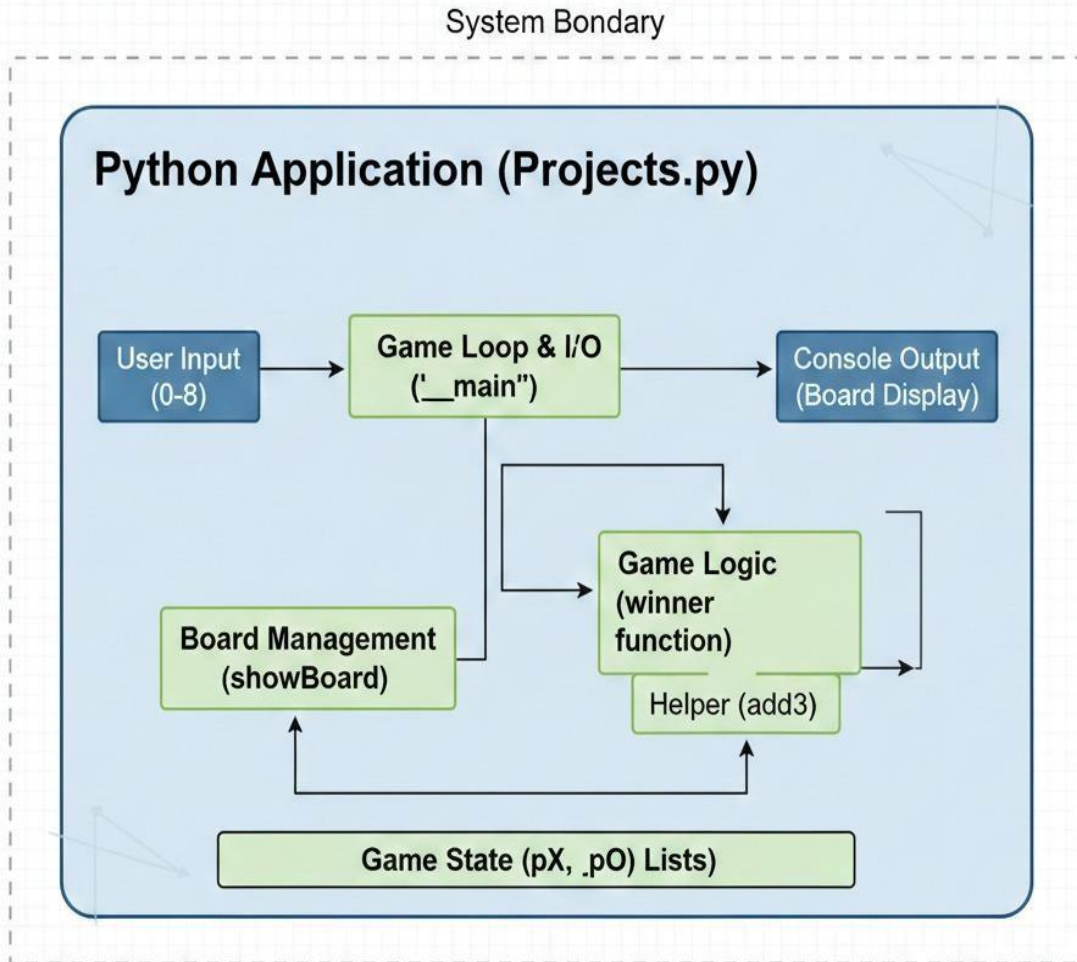 System Bondary
Python Application (Projects.py)
User Input
(0-8)
Game Loop & I/O
('__main")
Console Output
(Board Display)
Game Logic
(winner
function)
Board Management
(showBoard)
Helper (add3)
Game State (pX, _pO) Lists)